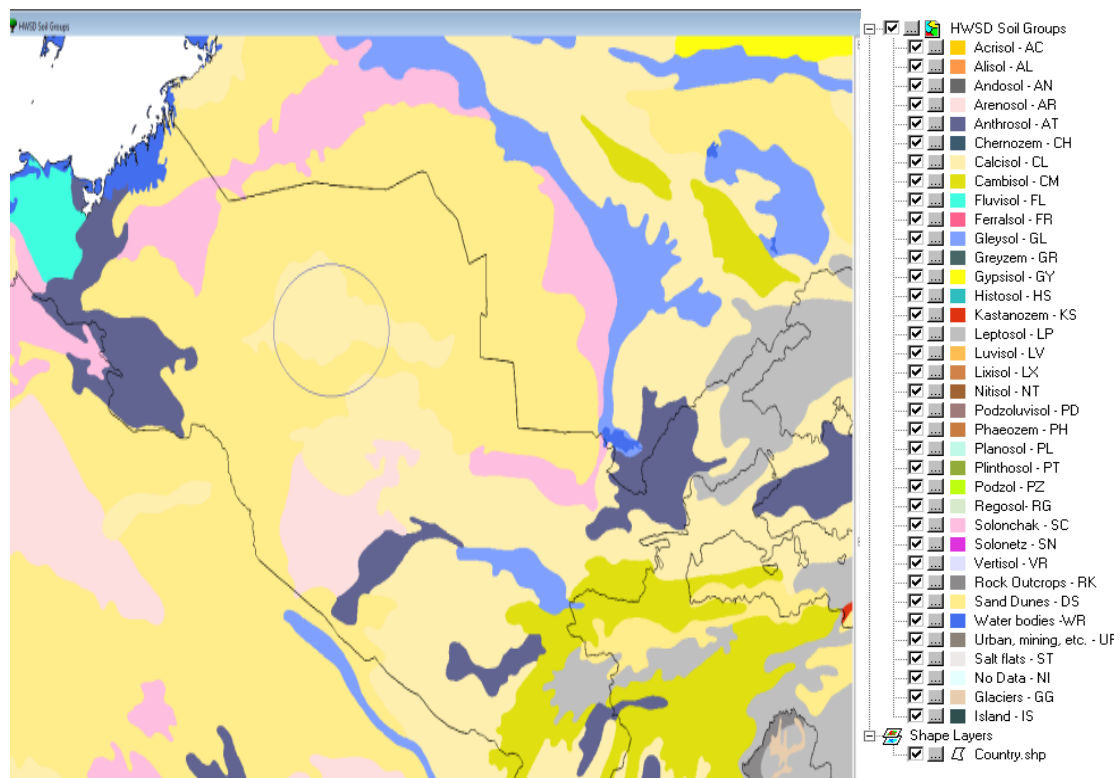 HWSD Soil Groups
HWSD Soil Groups
Acrisol - AC
Alisol - AL
Andosol - AN
Arenosol - AR
Anthrosol - AT
Chernozem - CH
Calcisol - CL
Cambisol - CM
Fluvisol - FL
Ferralsol - FR
Gleysol - GL
Greyzem - GR
Gypsisol - GY
Histosol - HS
Kastanozem - KS
Leptosol - LP
Luvisol - LV
Lixisol - LX
Nitisol - NT
Podzoluvisol - PD
Phaeozem - PH
Planosol - PL
Plinthosol - PT
Podzol - PZ
Regosol- RG
Solonchak - SC
Solonetz - SN
Vertisol - VR
Rock Outcrops - RK
Sand Dunes - DS
Water bodies -WR
Urban, mining, etc. - UR
Salt flats - ST
No Data - NI
Glaciers - GG
Island - IS
Shape Layers
Country.shp